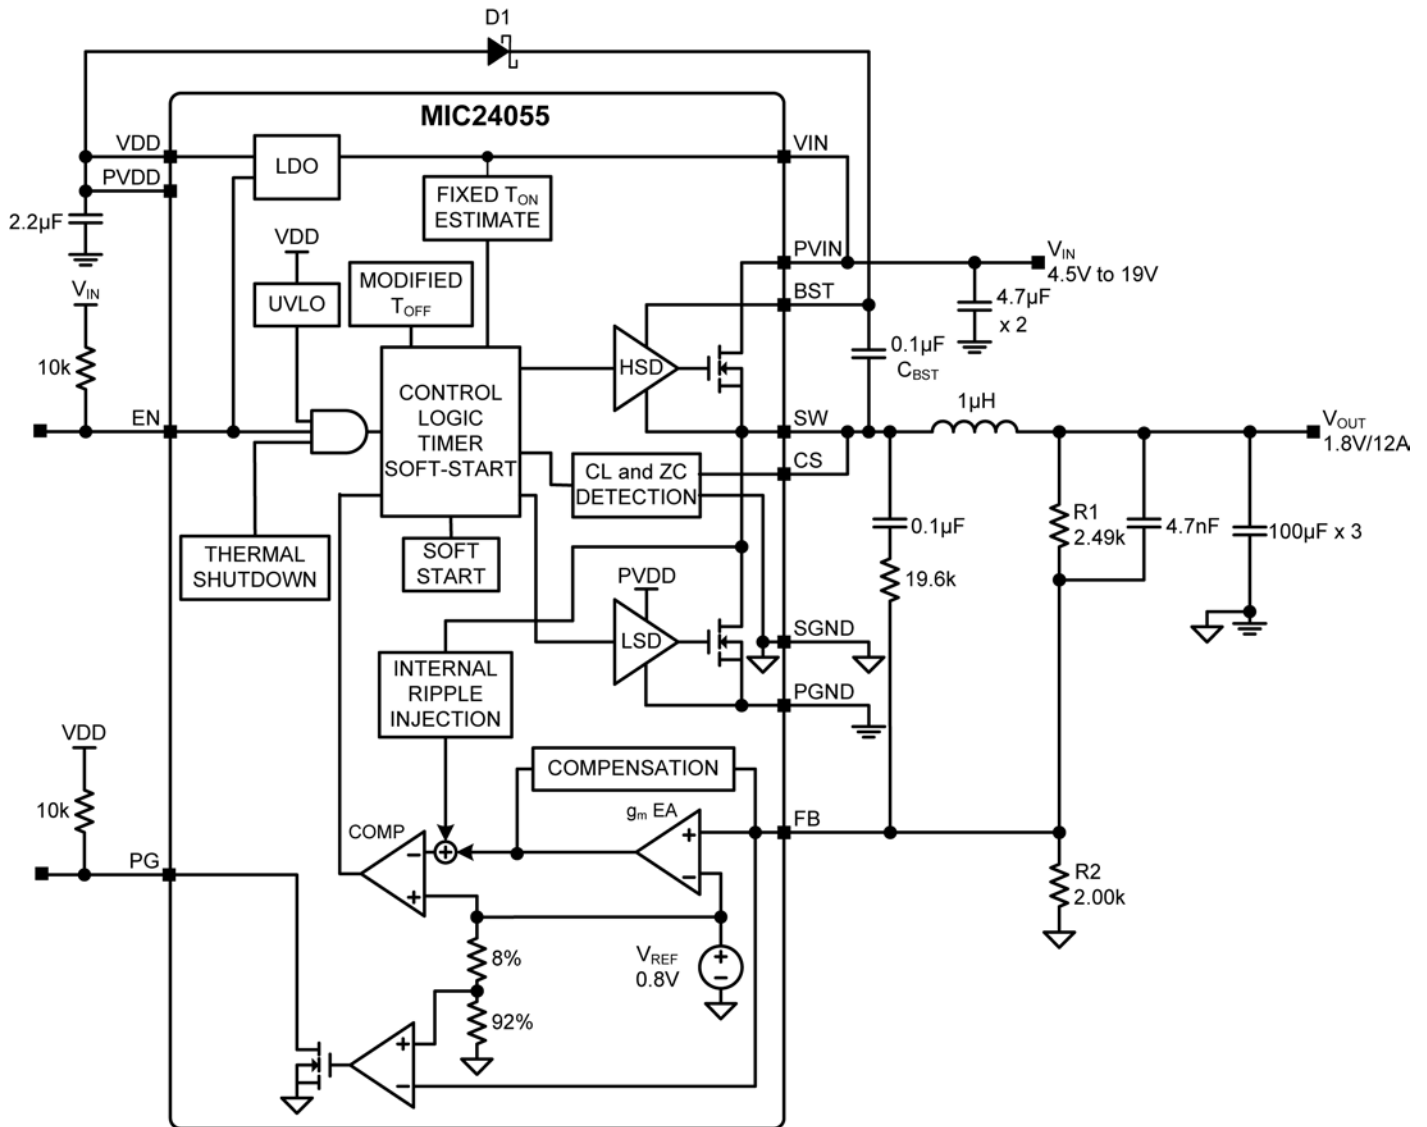 D1
MIC24055
VDD
LDO
VIN
PVDD
FIXED TON
ESTIMATE
2.2µF
VDD
VIN
UVLO
MODIFIED
TOFF
PVIN
VIN
4.5V to 19V
BST
4.7µF
x 2
10k
HSD
0.1µF
CBST
CONTROL
LOGIC
TIMER
SOFT-START
1µH
EN
SW
VOUT
1.8V/12A
CS
CL and ZC
DETECTION
R1
2.49k
4.7nF
100µF x 3
0.1µF
THERMAL
SHUTDOWN
SOFT
START
PVDD
19.6k
LSD
SGND
INTERNAL
RIPPLE
INJECTION
PGND
VDD
COMPENSATION
10k
gm EA
COMP
+
FB
−
+
−
PG
+
R2
2.00k
8%
VREF
0.8V
+
−
92%
+
−